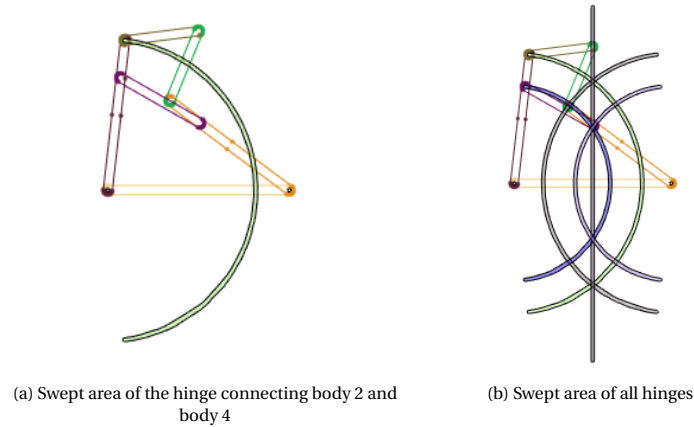 (a) Swept area of the hinge connecting body 2 and
body 4
(b) Swept area of all hinges